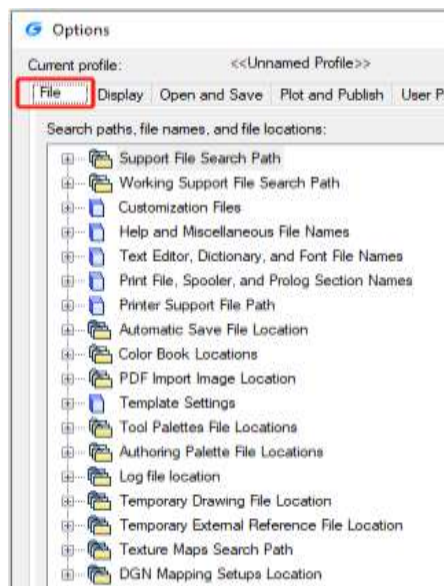 Options
Current profile: <<Unnamed Profile>>
File Display Open and Save Plot and Publish User P
Search paths, file names, and file locations:
Support File Search Path
Working Support File Search Path
Customization Files
Help and Miscellaneous File Names
Text Editor, Dictionary, and Font File Names
Print File, Spooler, and Prolog Section Names
Printer Support File Path
Automatic Save File Location
Color Book Locations
PDF Import Image Location
Template Settings
Tool Palettes File Locations
Authoring Palette File Locations
Log file location
Temporary Drawing File Location
Temporary External Reference File Location
Texture Maps Search Path
DGN Mapping Setups Location